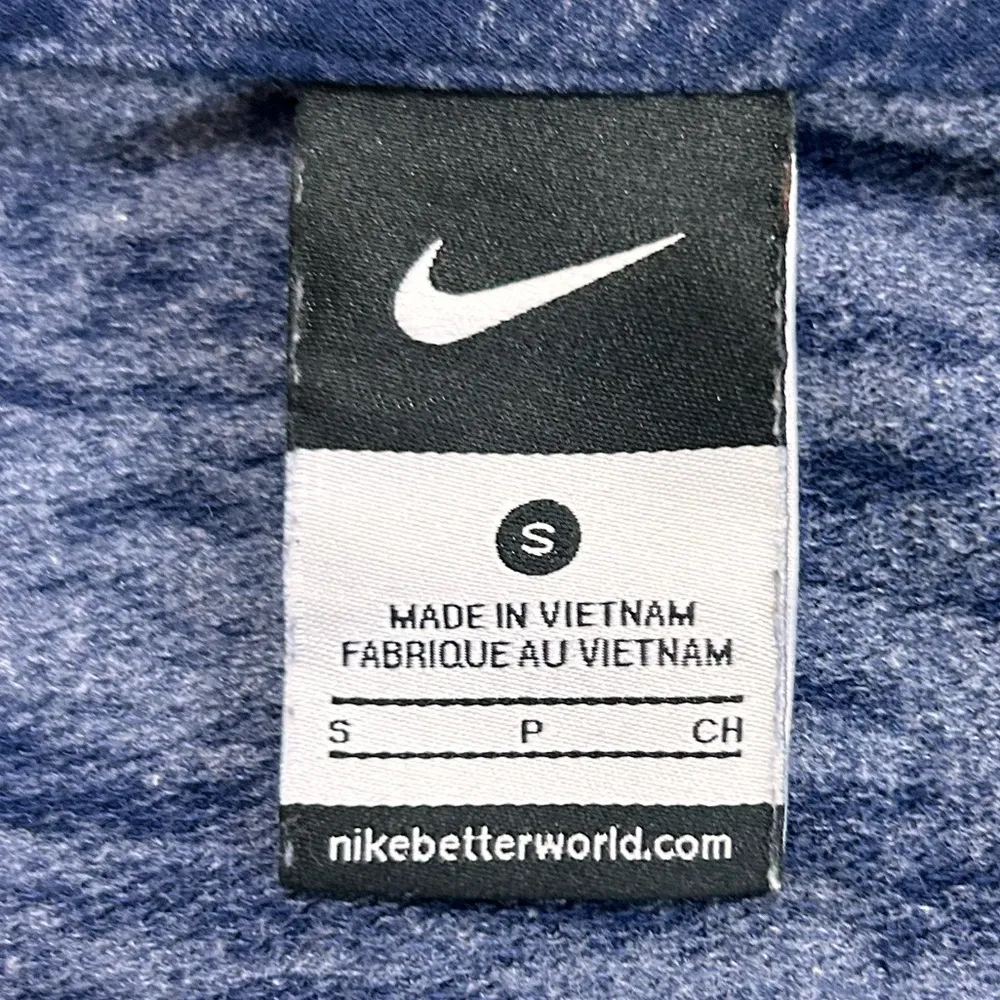 S
MADE IN VIETNAM
FABRIQUE AU VIETNAM
S P CH
nikebetterworld.com